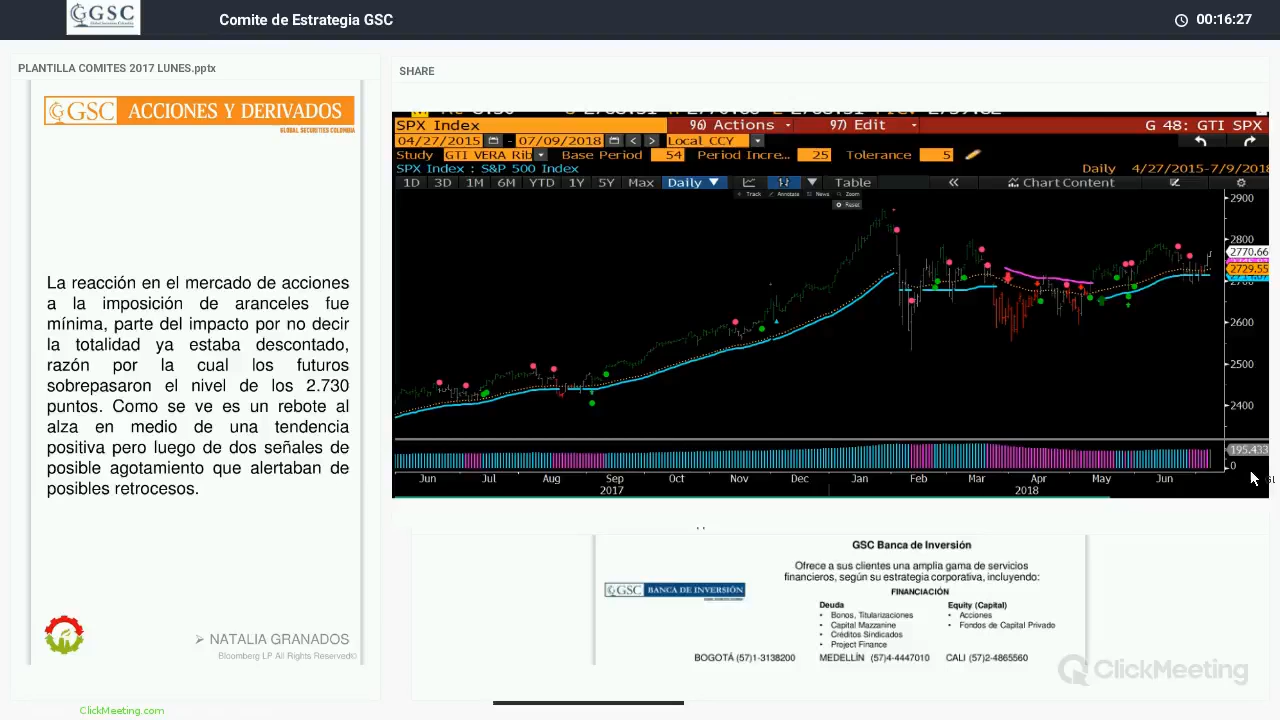 GSC
Comite de Estrategia GSC
00:16:27
PLANTILLA COMITES 2017 LUNES.pptx
SHARE
GSC ACCIONES Y DERIVADOS
GLOBAL SECURITIES COLOMBIA
La reacción en el mercado de acciones
a la imposición de aranceles fue
mínima, parte del impacto por no decir
la totalidad ya estaba descontado,
razón por la cual los futuros
sobrepasaron el nivel de los 2.730
puntos. Como se ve es un rebote al
alza en medio de una tendencia
positiva pero luego de dos señales de
posible agotamiento que alertaban de
posibles retrocesos.
➢ NATALIA GRANADOS
Bloomberg LP All Rights Reserved©
ClickMeeting.com
SPX Index 96) Actions 97) Edit G 48: GTI SPX
04/27/2015 - 07/09/2018 < > Local CCY
Study GTI VERA Rib Base Period 54 Period Incre... 25 Tolerance 5
SPX Index : S&P 500 Index Daily 4/27/2015-7/9/2018
1D 3D 1M 6M YTD 1Y 5Y Max Daily ▼ Table « Chart Content
Track Annotate News Zoom
Reset
2900
2800
2770.66
2729.55
2700
2600
2500
2400
195.433
0
Jun Jul Aug Sep Oct Nov Dec Jan Feb Mar Apr May Jun
2017 2018
GSC Banca de Inversión
Ofrece a sus clientes una amplia gama de servicios
financieros, según su estrategia corporativa, incluyendo:
GSC BANCA DE INVERSIÓN
FINANCIACIÓN
Deuda Equity (Capital)
• Bonos, Titularizaciones • Acciones
• Capital Mazzanine • Fondos de Capital Privado
• Créditos Sindicados
• Project Finance
BOGOTÁ (57)1-3138200 MEDELLÍN (57)4-4447010 CALI (57)2-4865560
ClickMeeting